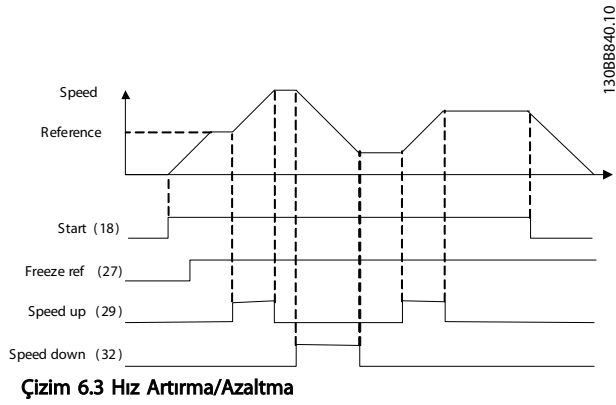 130BB840.10
Speed
Reference
Start (18)
Freeze ref (27)
Speed up (29)
Speed down (32)
Çizim 6.3 Hız Artırma/Azaltma